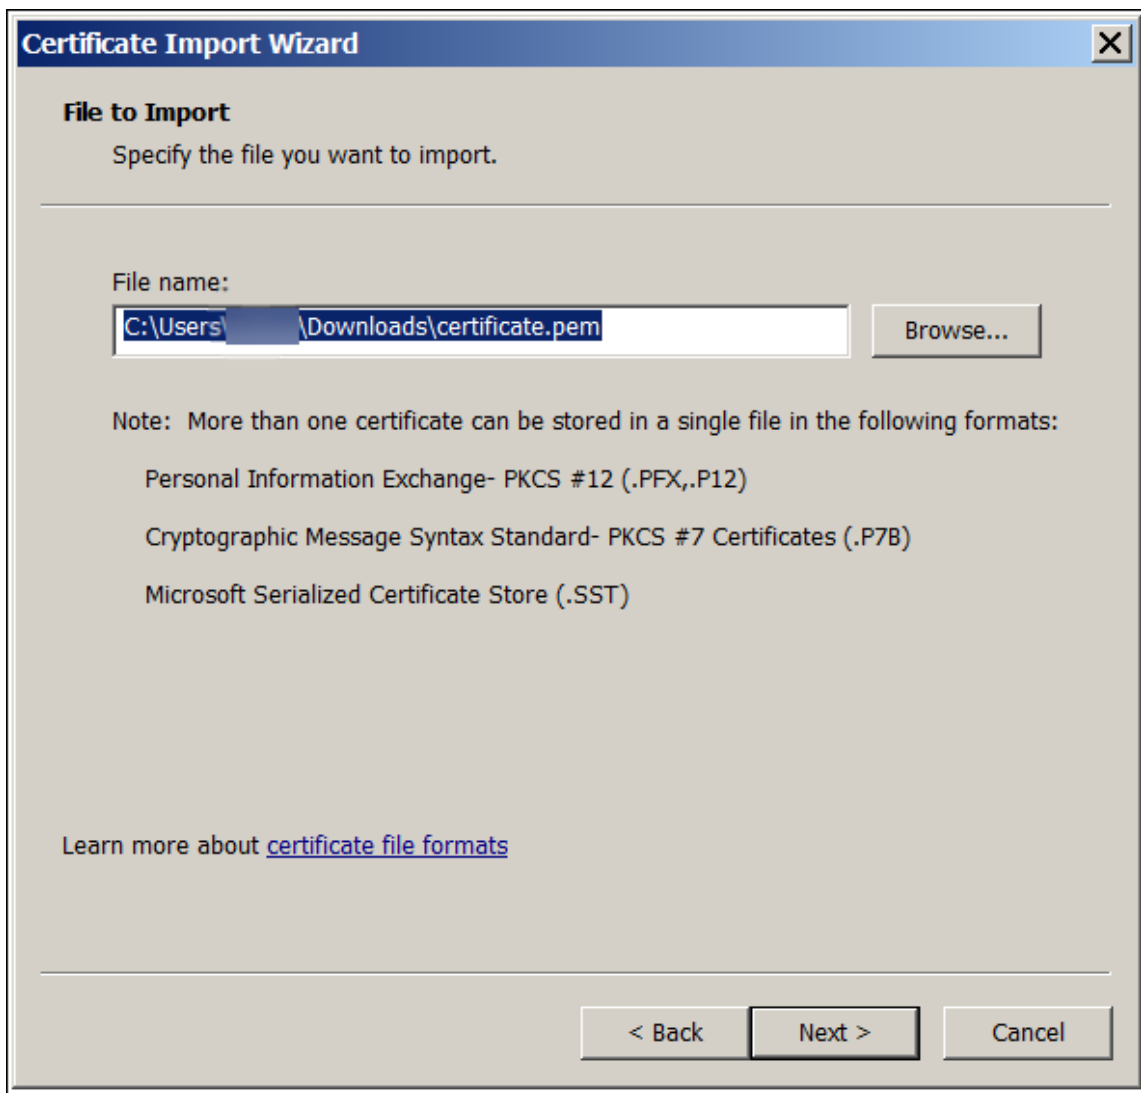 Certificate Import Wizard
File to Import
Specify the file you want to import.
File name:
C:\Users\ \Downloads\certificate.pem
Browse...
Note: More than one certificate can be stored in a single file in the following formats:
Personal Information Exchange- PKCS #12 (.PFX,.P12)
Cryptographic Message Syntax Standard- PKCS #7 Certificates (.P7B)
Microsoft Serialized Certificate Store (.SST)
Learn more about certificate file formats
< Back
Next >
Cancel